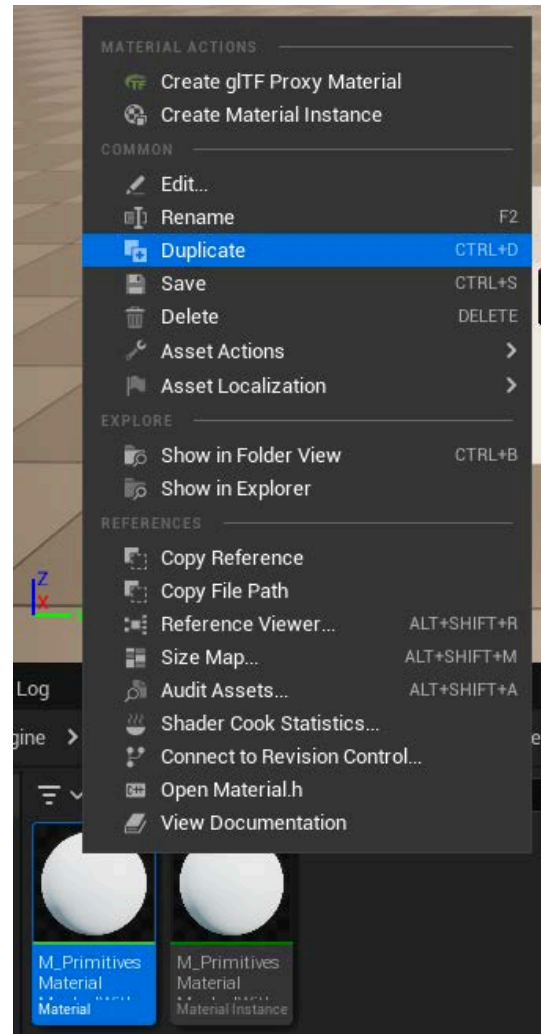 MATERIAL ACTIONS
Create glTF Proxy Material
Create Material Instance
COMMON
Edit...
Rename F2
Duplicate CTRL+D
Save CTRL+S
Delete DELETE
Asset Actions
Asset Localization
EXPLORE
Show in Folder View CTRL+B
Show in Explorer
REFERENCES
Copy Reference
Copy File Path
Z
X
Reference Viewer... ALT+SHIFT+R
Size Map... ALT+SHIFT+M
Log
Audit Assets... ALT+SHIFT+A
Shader Cook Statistics...
gine >
Connect to Revision Control...
Open Material.h
View Documentation
M_Primitives M_Primitives
Material Material
Material Material Instance